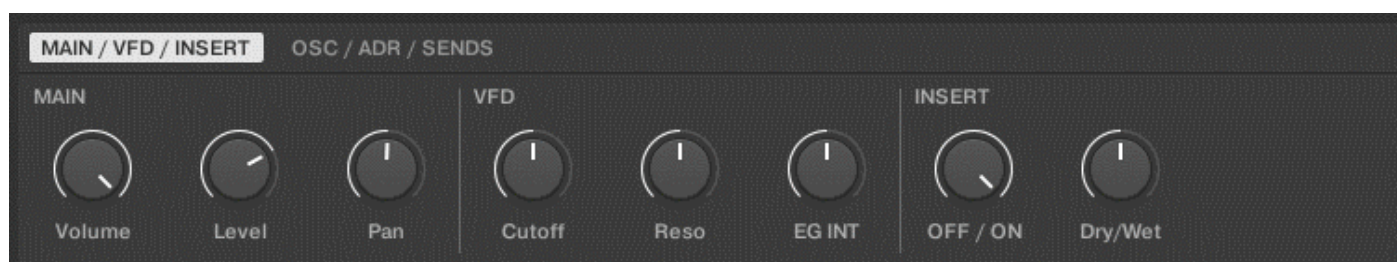 MAIN / VFD / INSERT OSC / ADR / SENDS
MAIN VFD INSERT
Volume Level Pan Cutoff Reso EG INT OFF / ON Dry/Wet